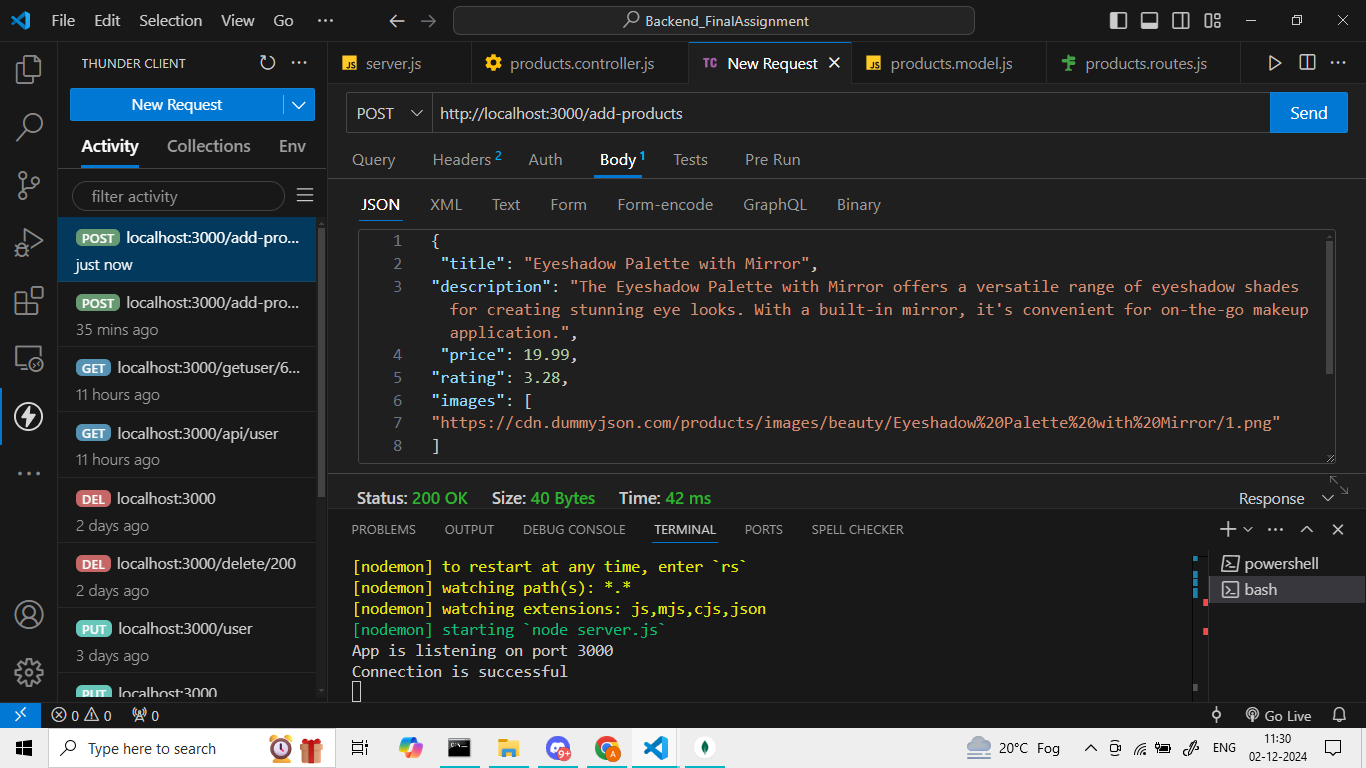 File Edit Selection View Go ···
Backend_FinalAssignment
THUNDER CLIENT
New Request
Activity Collections Env
filter activity
POST localhost:3000/add-pro...
just now
POST localhost:3000/add-pro...
35 mins ago
GET localhost:3000/getuser/6...
11 hours ago
GET localhost:3000/api/user
11 hours ago
DEL localhost:3000
2 days ago
DEL localhost:3000/delete/200
2 days ago
PUT localhost:3000/user
3 days ago
PUT localhost:3000
JS server.js
products.controller.js
TC New Request
JS products.model.js
products.routes.js
POST http://localhost:3000/add-products Send
Query Headers 2 Auth Body 1 Tests Pre Run
JSON XML Text Form Form-encode GraphQL Binary
1 {
2 "title": "Eyeshadow Palette with Mirror",
3 "description": "The Eyeshadow Palette with Mirror offers a versatile range of eyeshadow shades
for creating stunning eye looks. With a built-in mirror, it's convenient for on-the-go makeup
application.",
4 "price": 19.99,
5 "rating": 3.28,
6 "images": [
7 "https://cdn.dummyjson.com/products/images/beauty/Eyeshadow%20Palette%20with%20Mirror/1.png"
8 ]
Status: 200 OK Size: 40 Bytes Time: 42 ms
Response
PROBLEMS OUTPUT DEBUG CONSOLE TERMINAL PORTS SPELL CHECKER
[nodemon] to restart at any time, enter `rs`
[nodemon] watching path(s): *.*
[nodemon] watching extensions: js,mjs,cjs,json
[nodemon] starting `node server.js`
App is listening on port 3000
Connection is successful
powershell
bash
0 0 0
Go Live
Type here to search
9+
A
20°C Fog
ENG
11:30
02-12-2024